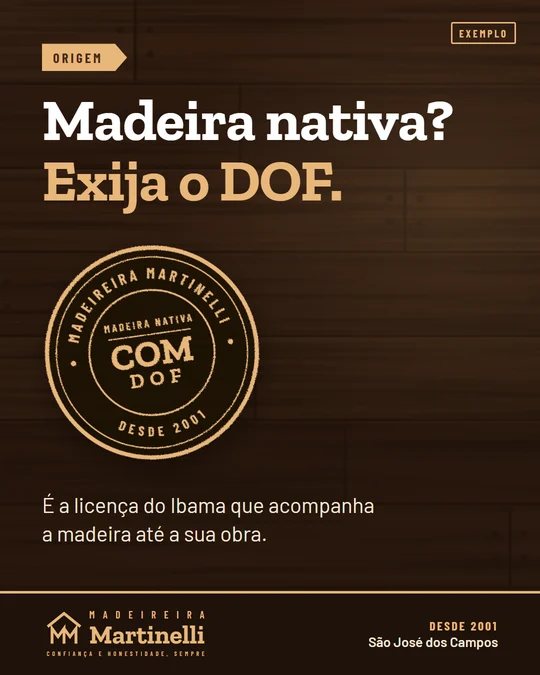 EXEMPLO
ORIGEM
Madeira nativa?
Exija o DOF.
MADEIREIRA MARTINELLI
MADEIRA NATIVA
COM
DOF
DESDE 2001
É a licença do Ibama que acompanha
a madeira até a sua obra.
MADEIREIRA
Martinelli
CONFIANÇA E HONESTIDADE, SEMPRE
DESDE 2001
São José dos Campos